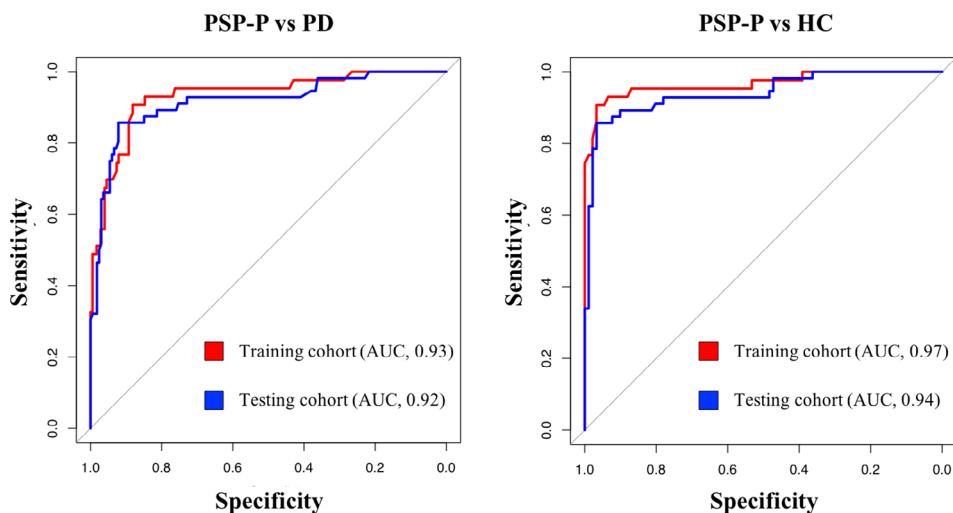 PSP-P vs PD
Sensitivity
1.0
0.8
0.6
0.4
0.2
0.0
Training cohort (AUC, 0.93)
Testing cohort (AUC, 0.92)
1.0 0.8 0.6 0.4 0.2 0.0
Specificity
PSP-P vs HC
Sensitivity
1.0
0.8
0.6
0.4
0.2
0.0
Training cohort (AUC, 0.97)
Testing cohort (AUC, 0.94)
1.0 0.8 0.6 0.4 0.2 0.0
Specificity